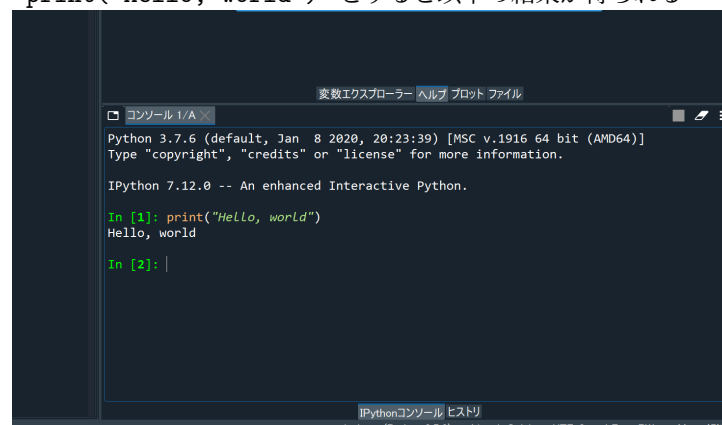 print("Hello, world") とすると以下の結果が得られる
変数エクスプローラー ヘルプ プロット ファイル
コンソール 1/A
Python 3.7.6 (default, Jan  8 2020, 20:23:39) [MSC v.1916 64 bit (AMD64)]
Type "copyright", "credits" or "license" for more information.
IPython 7.12.0 -- An enhanced Interactive Python.
In [1]: print("Hello, world")
Hello, world
In [2]:
IPythonコンソール ヒストリ